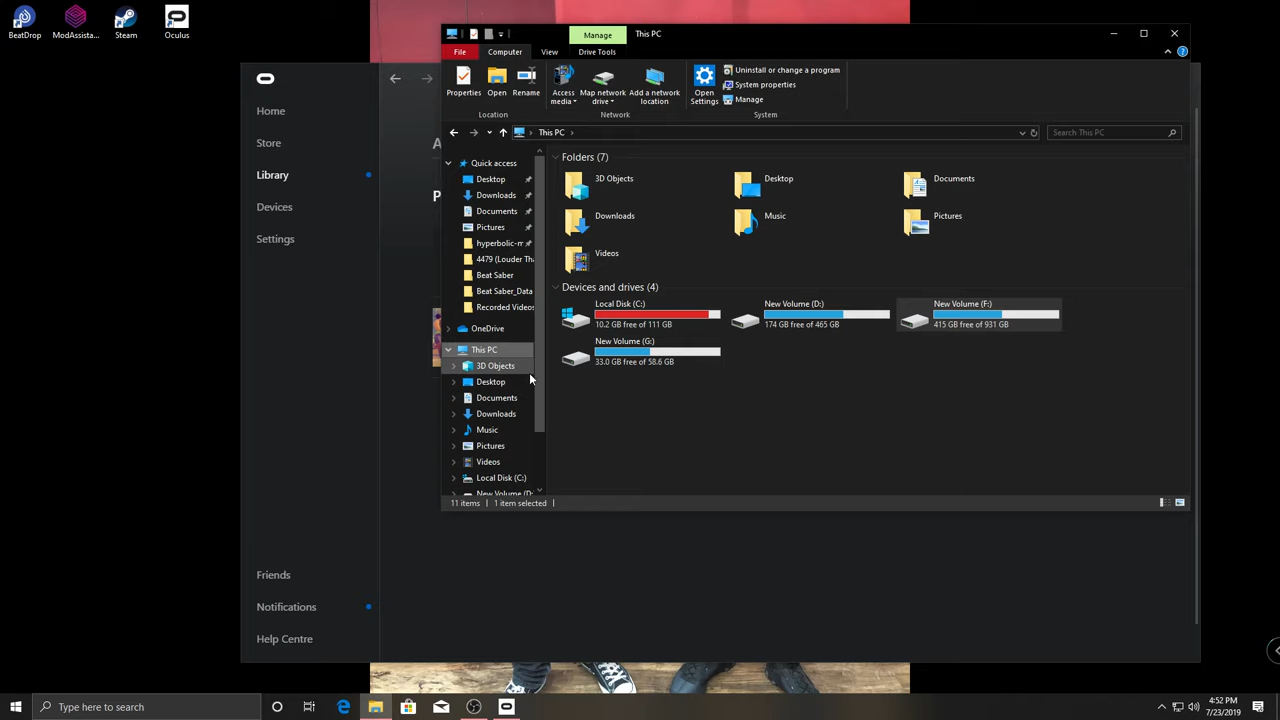 BeatDrop
ModAssista...
Steam
Oculus
Manage
This PC
File
Computer
View
Drive Tools
Properties
Open
Rename
Access media
Map network drive
Add a network location
Open Settings
Uninstall or change a program
System properties
Manage
Location
Network
System
This PC
Search This PC
Home
Store
Library
Devices
Settings
Friends
Notifications
Help Centre
Quick access
Desktop
Downloads
Documents
Pictures
hyperbolic-m
4479 (Louder Tha
Beat Saber
Beat Saber_Data
Recorded Videos
OneDrive
This PC
3D Objects
Desktop
Documents
Downloads
Music
Pictures
Videos
Local Disk (C:)
New Volume (D:
Folders (7)
3D Objects
Desktop
Documents
Downloads
Music
Pictures
Videos
Devices and drives (4)
Local Disk (C:)
10.2 GB free of 111 GB
New Volume (D:)
174 GB free of 465 GB
New Volume (F:)
415 GB free of 931 GB
New Volume (G:)
33.0 GB free of 58.6 GB
11 items
1 item selected
Type here to search
4:52 PM
7/23/2019